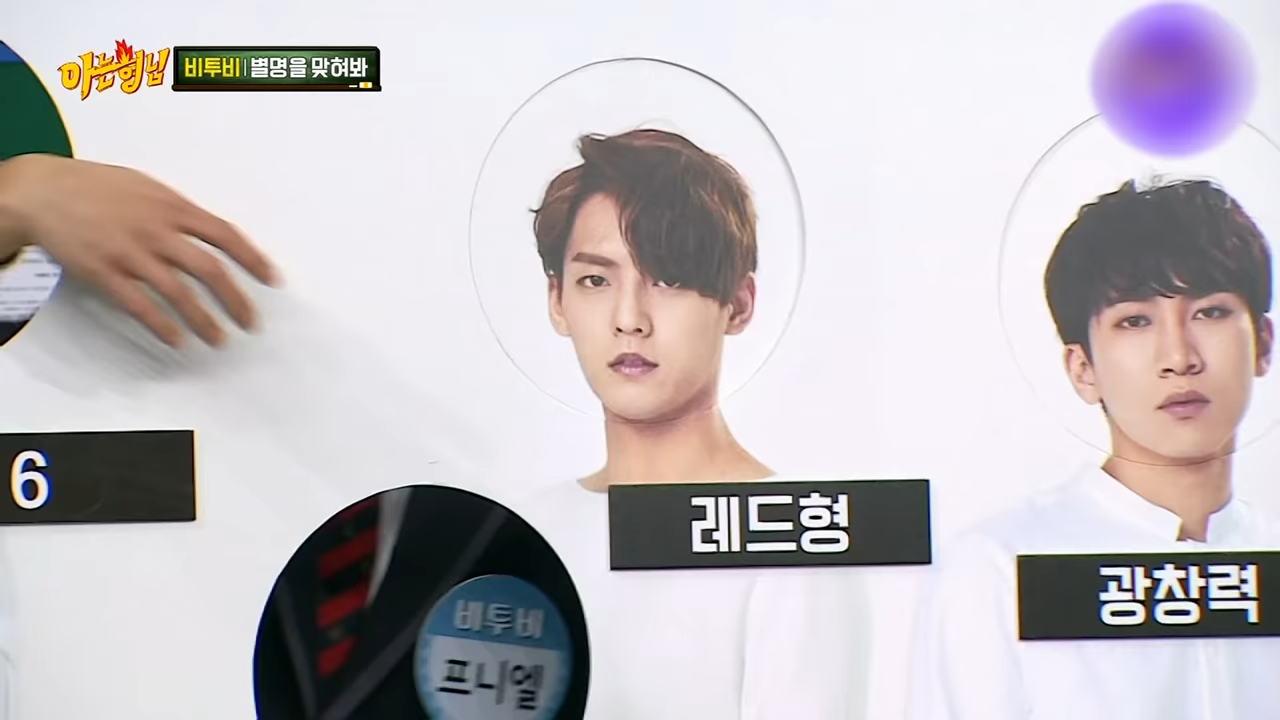 아는형님
비투비 | 별명을 맞혀봐
6
레드형
광창력
비투비
프니엘